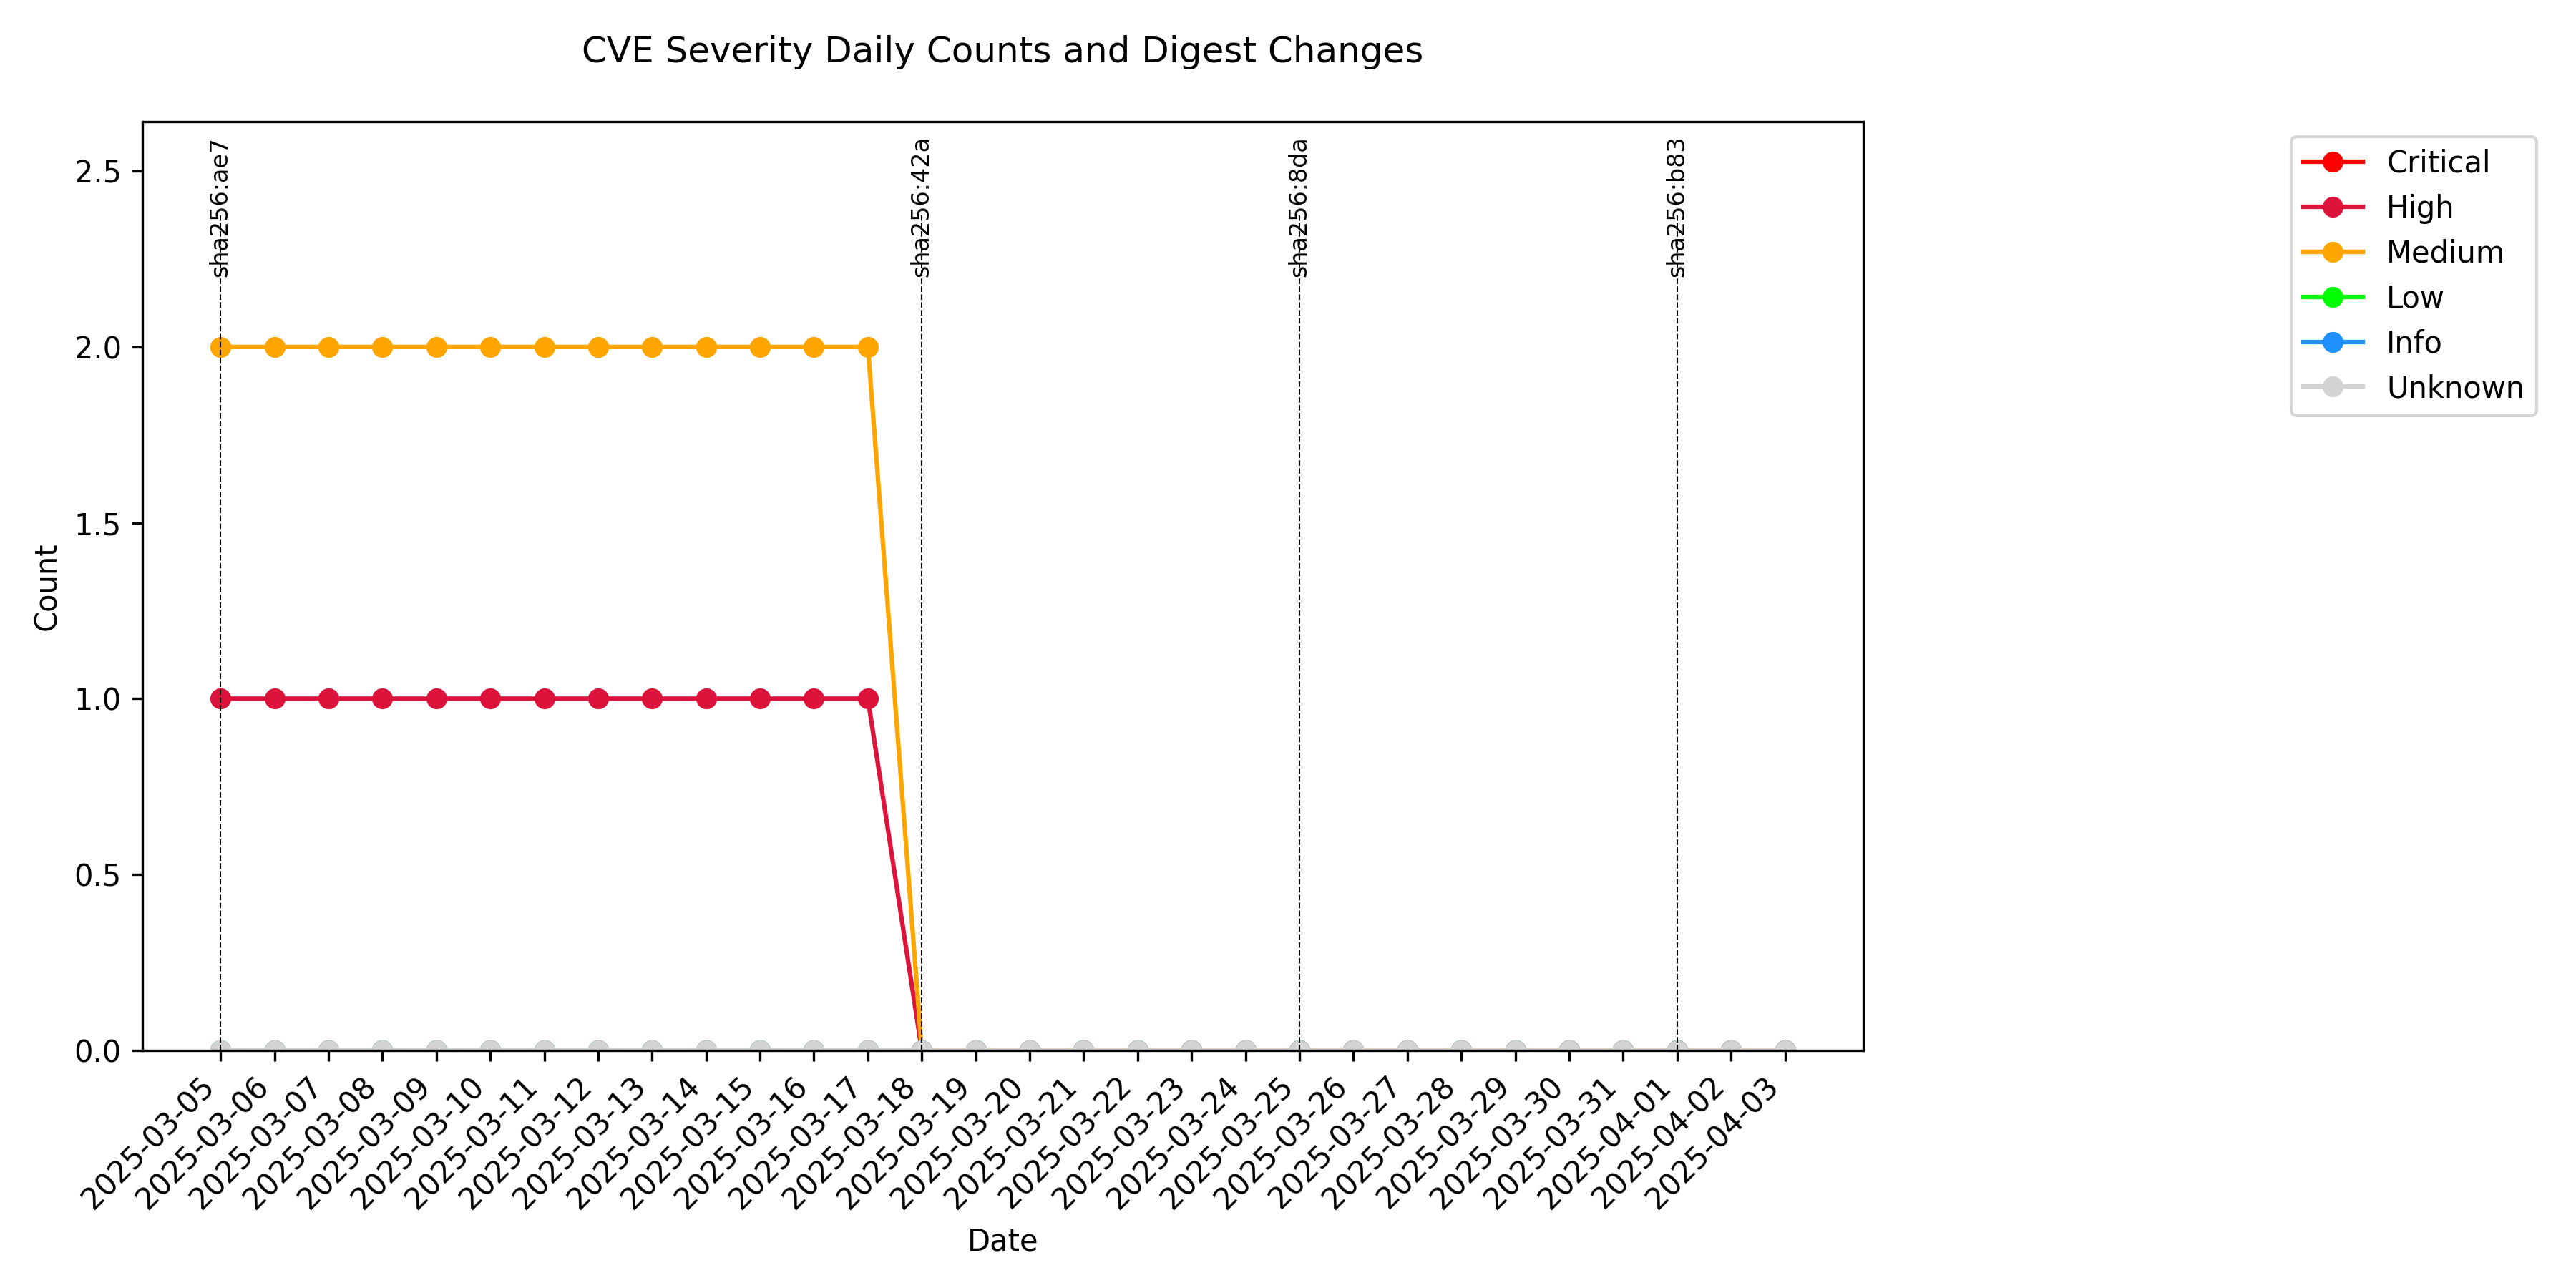 CVE Severity Daily Counts and Digest Changes
sha256:ae7
sha256:42a
sha256:8da
sha256:b83
Critical
High
Medium
Low
Info
Unknown
2.5
2.0
1.5
1.0
0.5
0.0
Count
2025-03-05
2025-03-06
2025-03-07
2025-03-08
2025-03-09
2025-03-10
2025-03-11
2025-03-12
2025-03-13
2025-03-14
2025-03-15
2025-03-16
2025-03-17
2025-03-18
2025-03-19
2025-03-20
2025-03-21
2025-03-22
2025-03-23
2025-03-24
2025-03-25
2025-03-26
2025-03-27
2025-03-28
2025-03-29
2025-03-30
2025-03-31
2025-04-01
2025-04-02
2025-04-03
Date